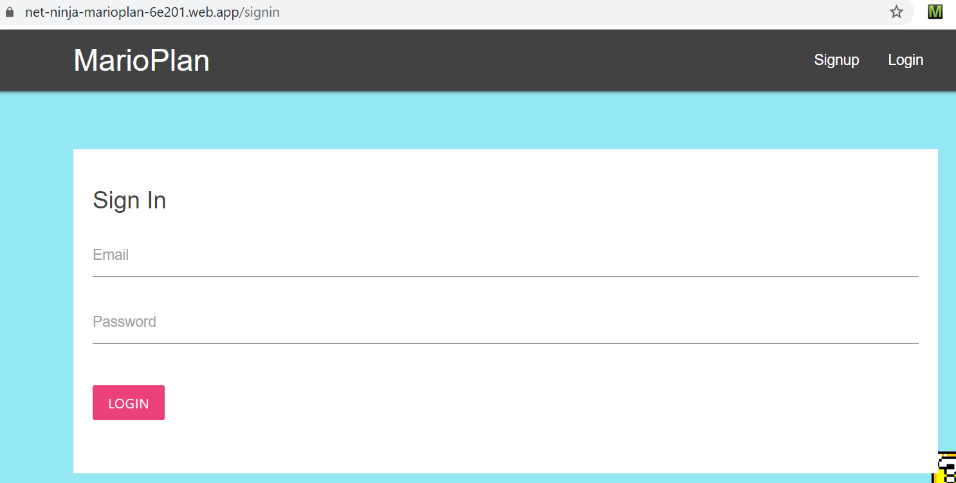 net-ninja-marioplan-6e201.web.app/signin
M
MarioPlan
Signup Login
Sign In
Email
Password
LOGIN